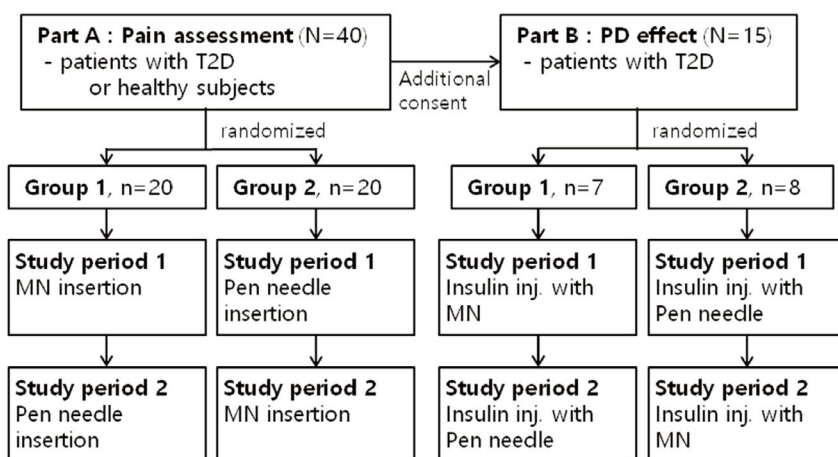 Part A : Pain assessment (N=40)
- patients with T2D
or healthy subjects
Additional
consent
Part B : PD effect (N=15)
- patients with T2D
randomized
randomized
Group 1, n=20
Group 2, n=20
Group 1, n=7
Group 2, n=8
Study period 1
MN insertion
Study period 1
Pen needle
insertion
Study period 1
Insulin inj. with
MN
Study period 1
Insulin inj. with
Pen needle
Study period 2
Pen needle
insertion
Study period 2
MN insertion
Study period 2
Insulin inj. with
Pen needle
Study period 2
Insulin inj. with
MN